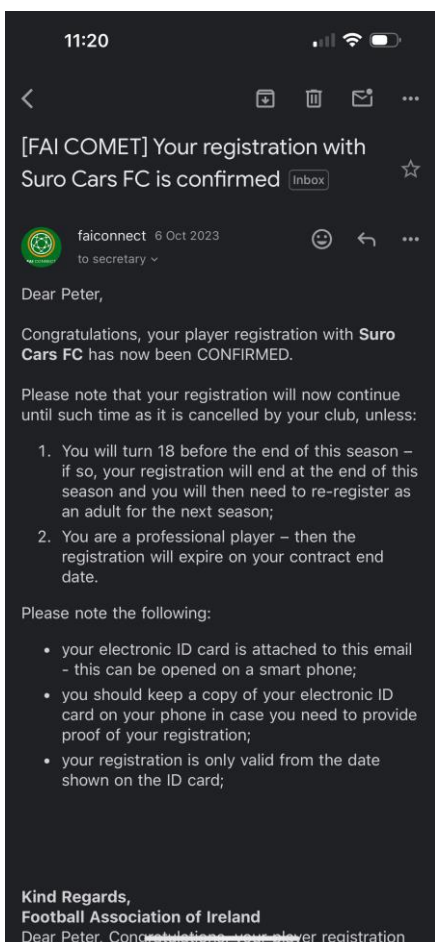 11:20
[FAI COMET] Your registration with
Suro Cars FC is confirmed Inbox
faiconnect 6 Oct 2023
to secretary
Dear Peter,
Congratulations, your player registration with Suro
Cars FC has now been CONFIRMED.
Please note that your registration will now continue
until such time as it is cancelled by your club, unless:
1. You will turn 18 before the end of this season –
if so, your registration will end at the end of this
season and you will then need to re-register as
an adult for the next season;
2. You are a professional player – then the
registration will expire on your contract end
date.
Please note the following:
• your electronic ID card is attached to this email
- this can be opened on a smart phone;
• you should keep a copy of your electronic ID
card on your phone in case you need to provide
proof of your registration;
• your registration is only valid from the date
shown on the ID card;
Kind Regards,
Football Association of Ireland
Dear Peter, Congratulations, your player registration